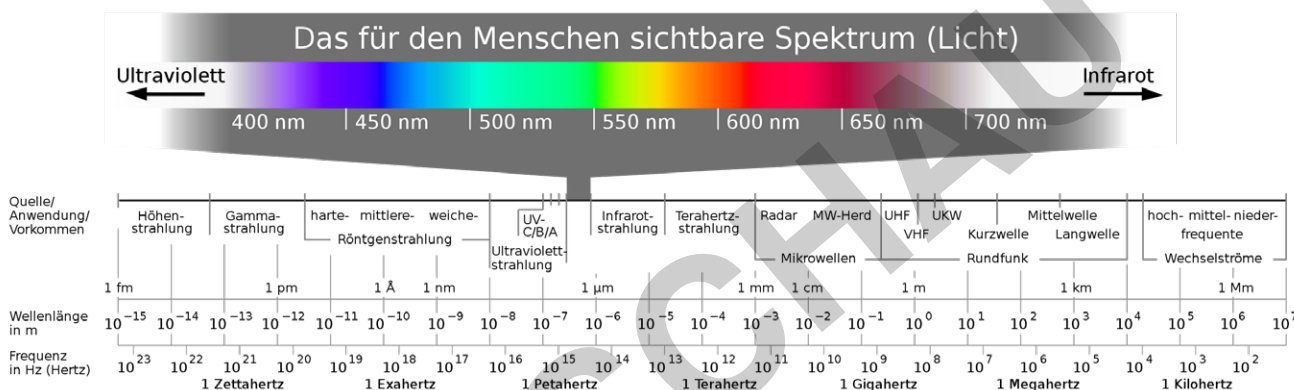 Das für den Menschen sichtbare Spektrum (Licht)
Ultraviolett
Infrarot
400 nm 450 nm 500 nm 550 nm 600 nm 650 nm 700 nm
Quelle/
Anwendung/
Vorkommen
Höhen-
strahlung
Gamma-
strahlung
harte- mittlere- weiche-
Röntgenstrahlung
UV-
C/B/A
Ultraviolett-
strahlung
Infrarot-
strahlung
Terahertz-
strahlung
Radar MW-Herd
Mikrowellen
UHF UKW Mittelwelle
VHF Kurzwelle Langwelle
Rundfunk
hoch- mittel- nieder-
frequente
Wechselströme
1 fm 1 pm 1 Å 1 nm 1 µm 1 mm 1 cm 1 m 1 km 1 Mm
Wellenlänge
in m
10⁻¹⁵ 10⁻¹⁴ 10⁻¹³ 10⁻¹² 10⁻¹¹ 10⁻¹⁰ 10⁻⁹ 10⁻⁸ 10⁻⁷ 10⁻⁶ 10⁻⁵ 10⁻⁴ 10⁻³ 10⁻² 10⁻¹ 10⁰ 10¹ 10² 10³ 10⁴ 10⁵ 10⁶ 10⁷
Frequenz
in Hz (Hertz)
10²³ 10²² 10²¹ 10²⁰ 10¹⁹ 10¹⁸ 10¹⁷ 10¹⁶ 10¹⁵ 10¹⁴ 10¹³ 10¹² 10¹¹ 10¹⁰ 10⁹ 10⁸ 10⁷ 10⁶ 10⁵ 10⁴ 10³ 10²
1 Zettahertz 1 Exahertz 1 Petahertz 1 Terahertz 1 Gigahertz 1 Megahertz 1 Kilohertz
SCHAU